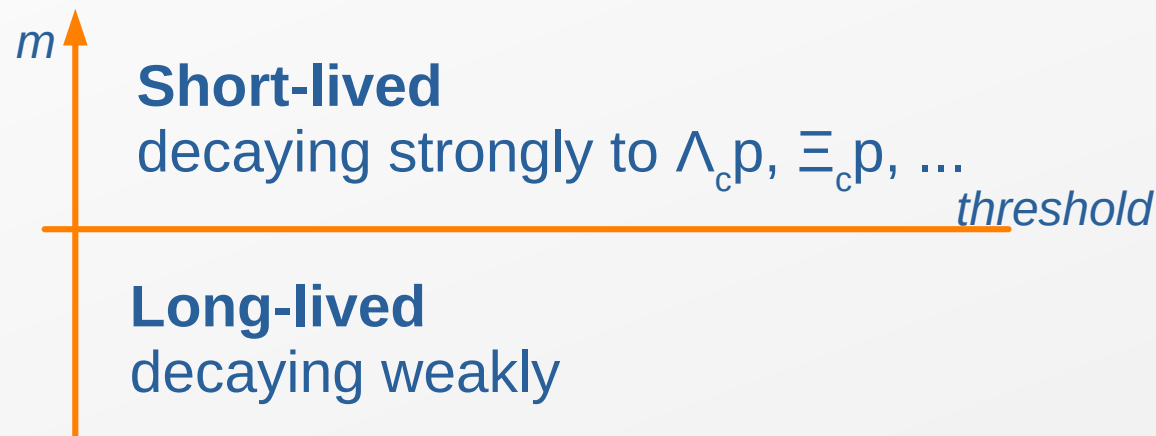 m
Short-lived
decaying strongly to Λcp, Ξcp, ...
threshold
Long-lived
decaying weakly